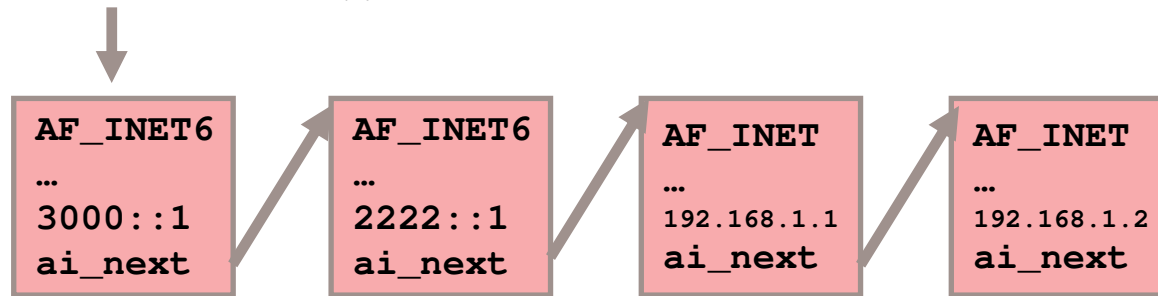 AF_INET6
…
3000::1
ai_next
AF_INET6
…
2222::1
ai_next
AF_INET
…
192.168.1.1
ai_next
AF_INET
…
192.168.1.2
ai_next